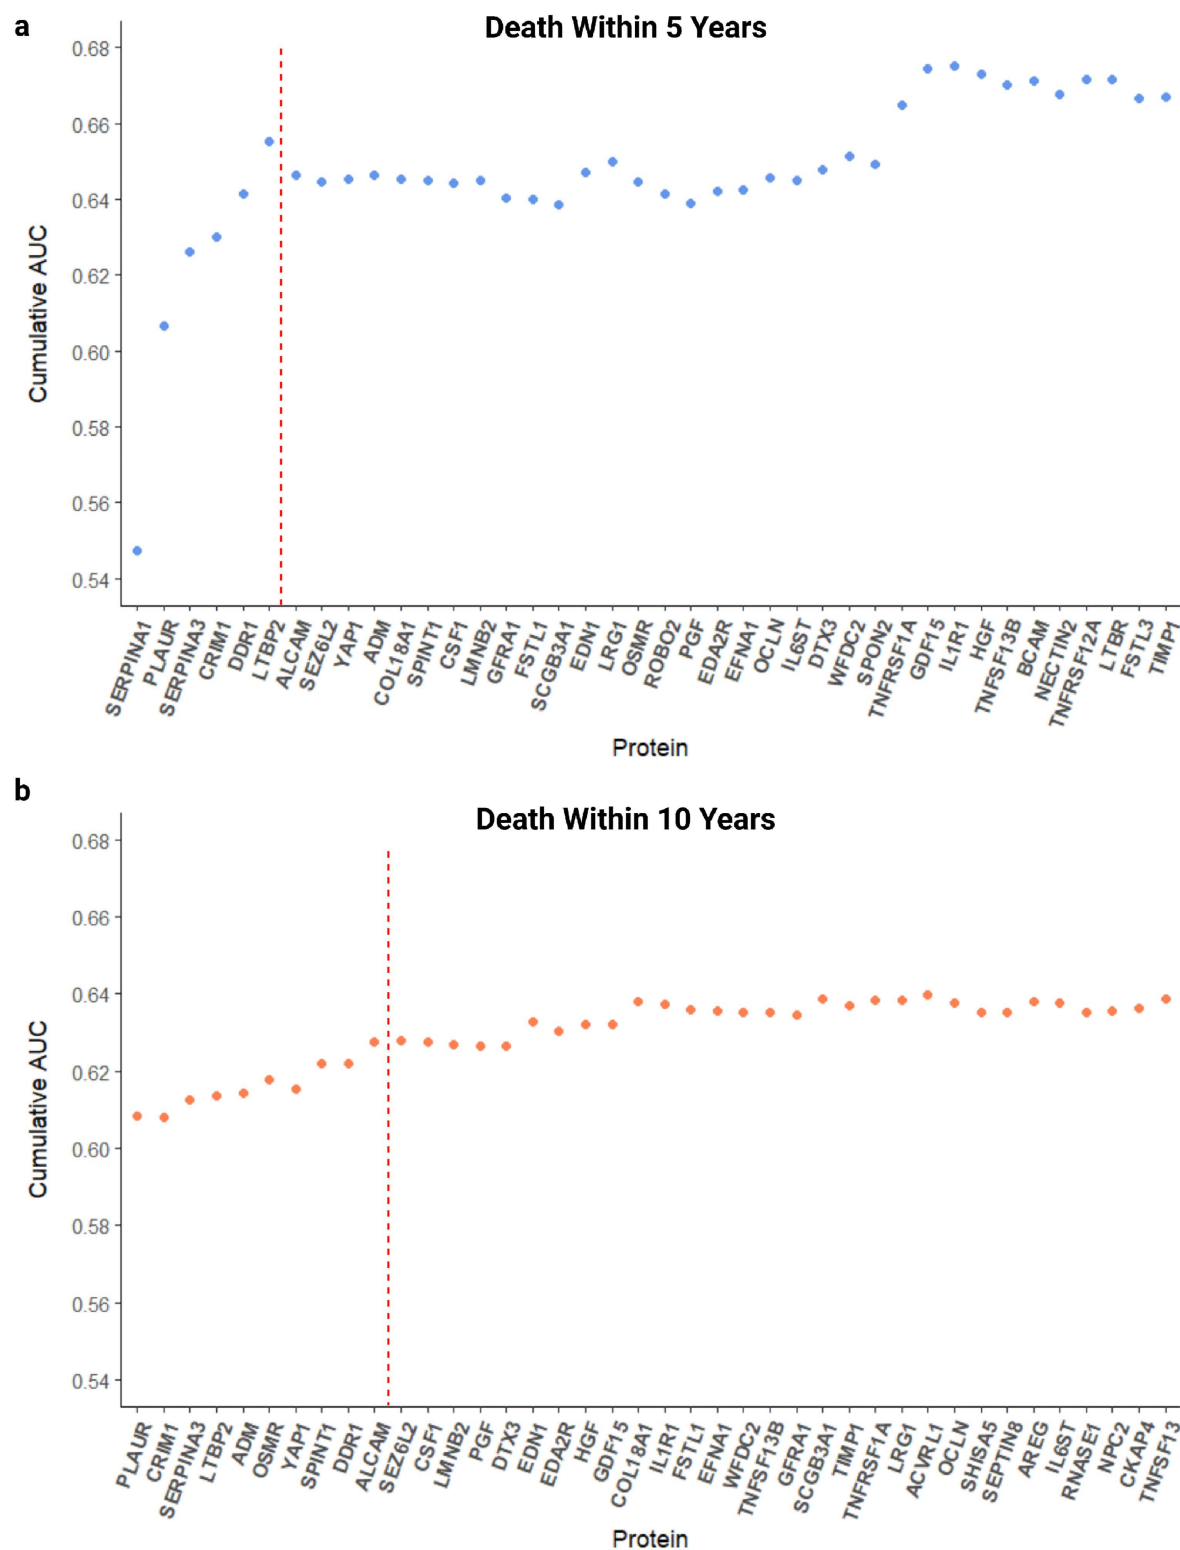 a
Death Within 5 Years
Cumulative AUC
0.68
0.66
0.64
0.62
0.60
0.58
0.56
0.54
SERPINA1
PLAUR
SERPINA3
CRIM1
DDR1
LTBP2
ALCAM
SEZ6L2
YAP1
ADM
COL18A1
SPINT1
CSF1
LMNB2
GFRA1
FSTL1
SCGB3A1
EDN1
LRG1
OSMR
ROBO2
PGF
EDA2R
EFNA1
OCLN
IL6ST
DTX3
WFDC2
SPON2
TNFRSF1A
GDF15
IL1R1
HGF
TNFSF13B
BCAM
NECTIN2
TNFRSF12A
LTBR
FSTL3
TIMP1
Protein
b
Death Within 10 Years
Cumulative AUC
0.68
0.66
0.64
0.62
0.60
0.58
0.56
0.54
PLAUR
CRIM1
SERPINA3
LTBP2
ADM
OSMR
YAP1
SPINT1
DDR1
ALCAM
SEZ6L2
CSF1
LMNB2
PGF
DTX3
EDN1
EDA2R
HGF
GDF15
COL18A1
IL1R1
FSTL1
EFNA1
WFDC2
TNFSF13B
GFRA1
SCGB3A1
TIMP1
TNFRSF1A
LRG1
ACVRL1
OCLN
SHISA5
SEPTIN8
AREG
IL6ST
RNASE1
NPC2
CKAP4
TNFSF13
Protein